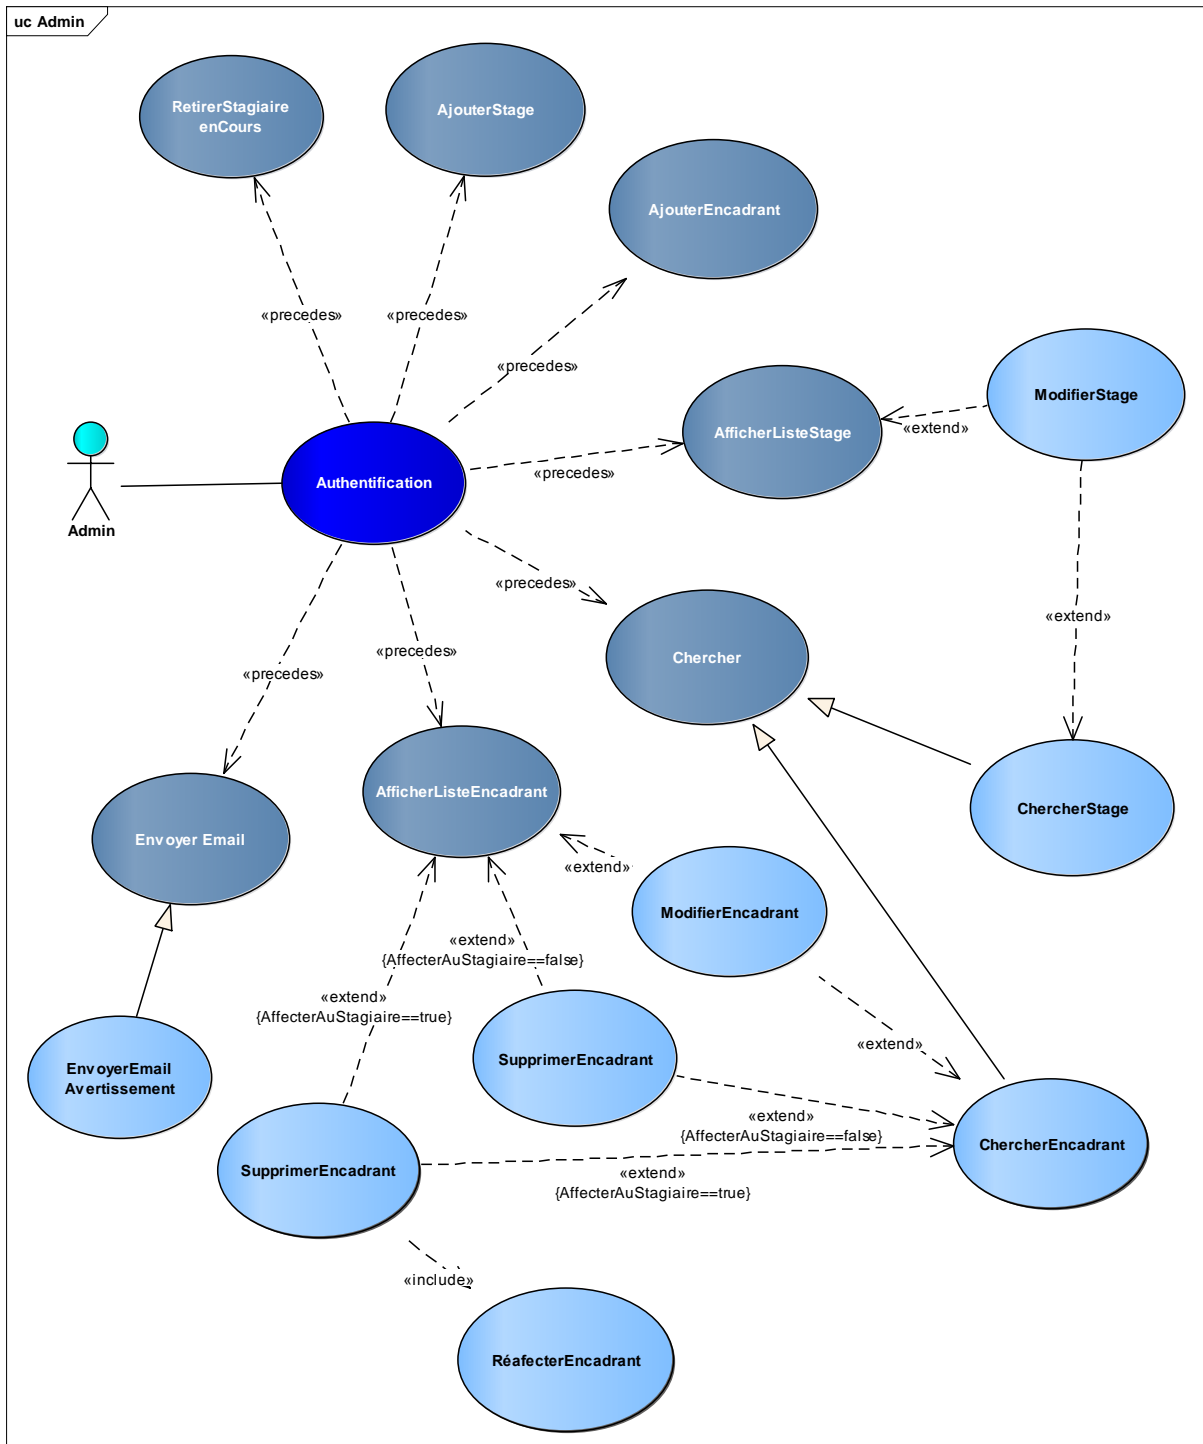 uc Admin
RetirerStagiaire
enCours
AjouterStage
AjouterEncadrant
«precedes»
«precedes»
«precedes»
ModifierStage
AfficherListeStage
«extend»
«precedes»
Authentification
Admin
«precedes»
«extend»
Chercher
«precedes»
«precedes»
AfficherListeEncadrant
ChercherStage
Envoyer Email
«extend»
ModifierEncadrant
«extend»
{AffecterAuStagiaire==false}
«extend»
{AffecterAuStagiaire==true}
«extend»
SupprimerEncadrant
EnvoyerEmail
Avertissement
«extend»
{AffecterAuStagiaire==false}
ChercherEncadrant
SupprimerEncadrant
«extend»
{AffecterAuStagiaire==true}
«include»
RéafecterEncadrant